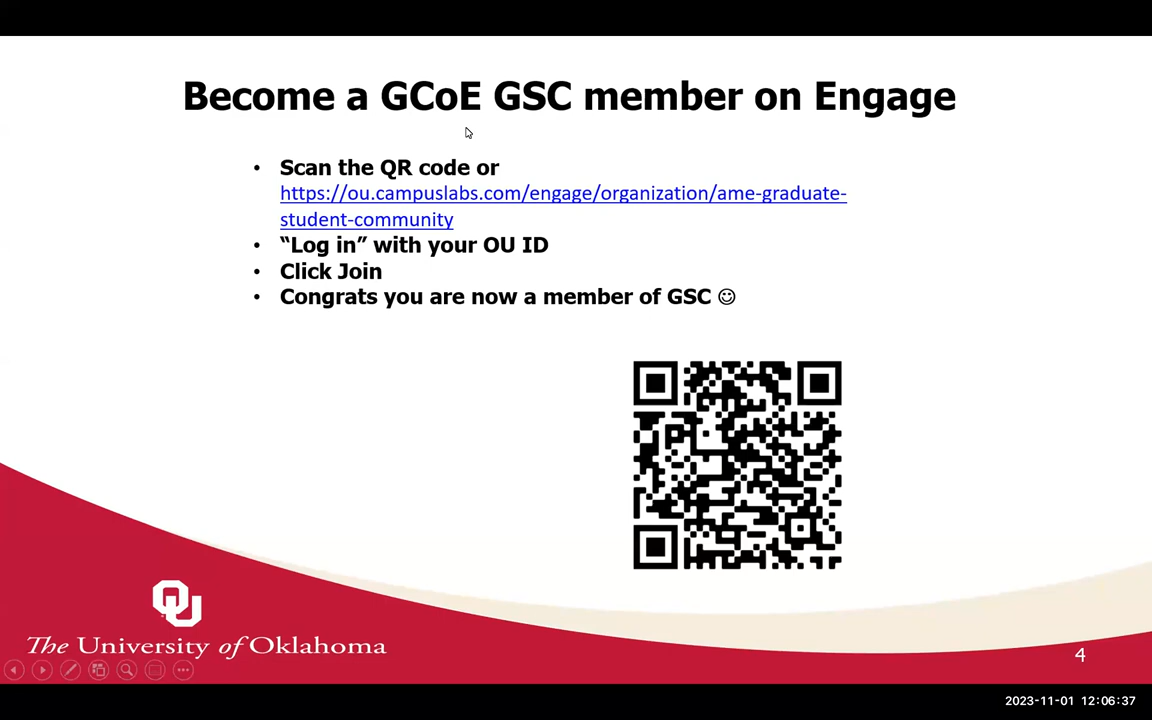 Become a GCoE GSC member on Engage
• Scan the QR code or
https://ou.campuslabs.com/engage/organization/ame-graduate-
student-community
• “Log in” with your OU ID
• Click Join
• Congrats you are now a member of GSC ☺
OU
The University of Oklahoma
4
2023-11-01 12:06:37